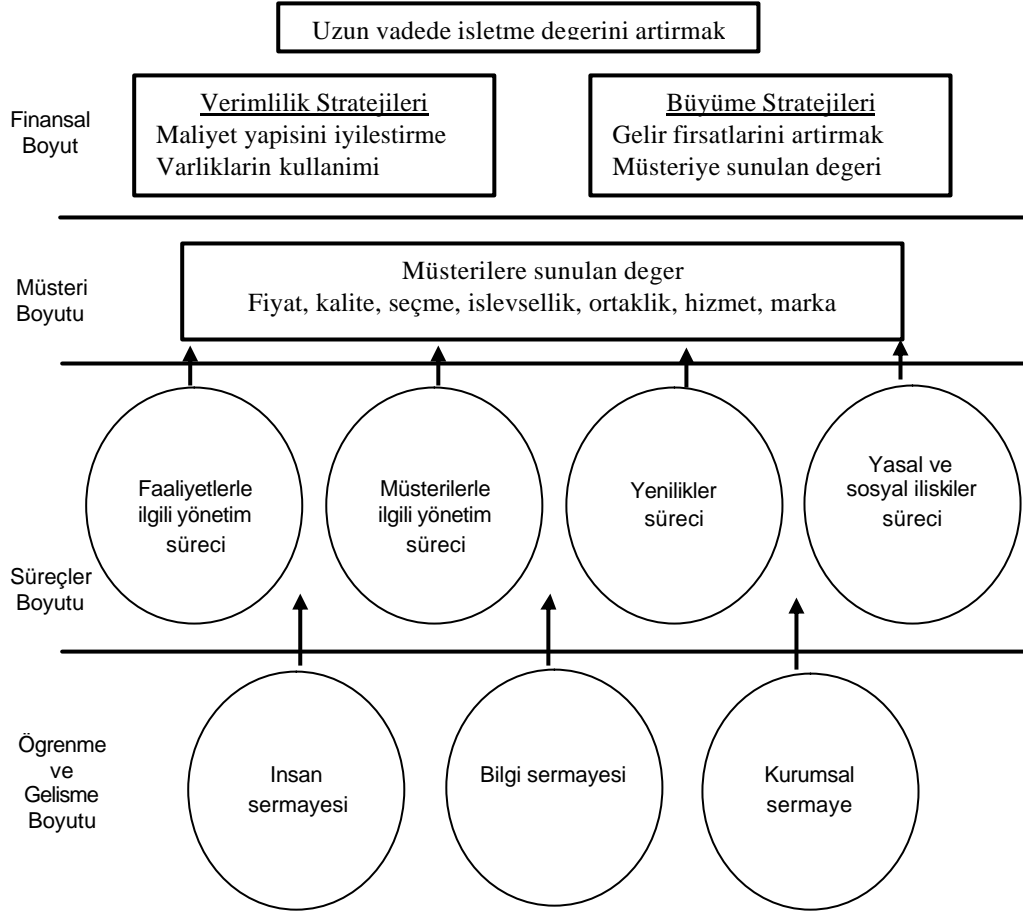 Uzun vadede isletme degerini artirmak
Finansal
Boyut
Verimlilik Stratejileri
Maliyet yapisini iyilestirme
Varliklarin kullanimi
Büyüme Stratejileri
Gelir firsatlarini artirmak
Müsteriye sunulan degeri
Müsteri
Boyutu
Müsterilere sunulan deger
Fiyat, kalite, seçme, islevsellik, ortaklik, hizmet, marka
Süreçler
Boyutu
Faaliyetlerle
ilgili yönetim
süreci
Müsterilerle
ilgili yönetim
süreci
Yenilikler
süreci
Yasal ve
sosyal iliskiler
süreci
Ögrenme
ve
Gelisme
Boyutu
Insan
sermayesi
Bilgi sermayesi
Kurumsal
sermaye